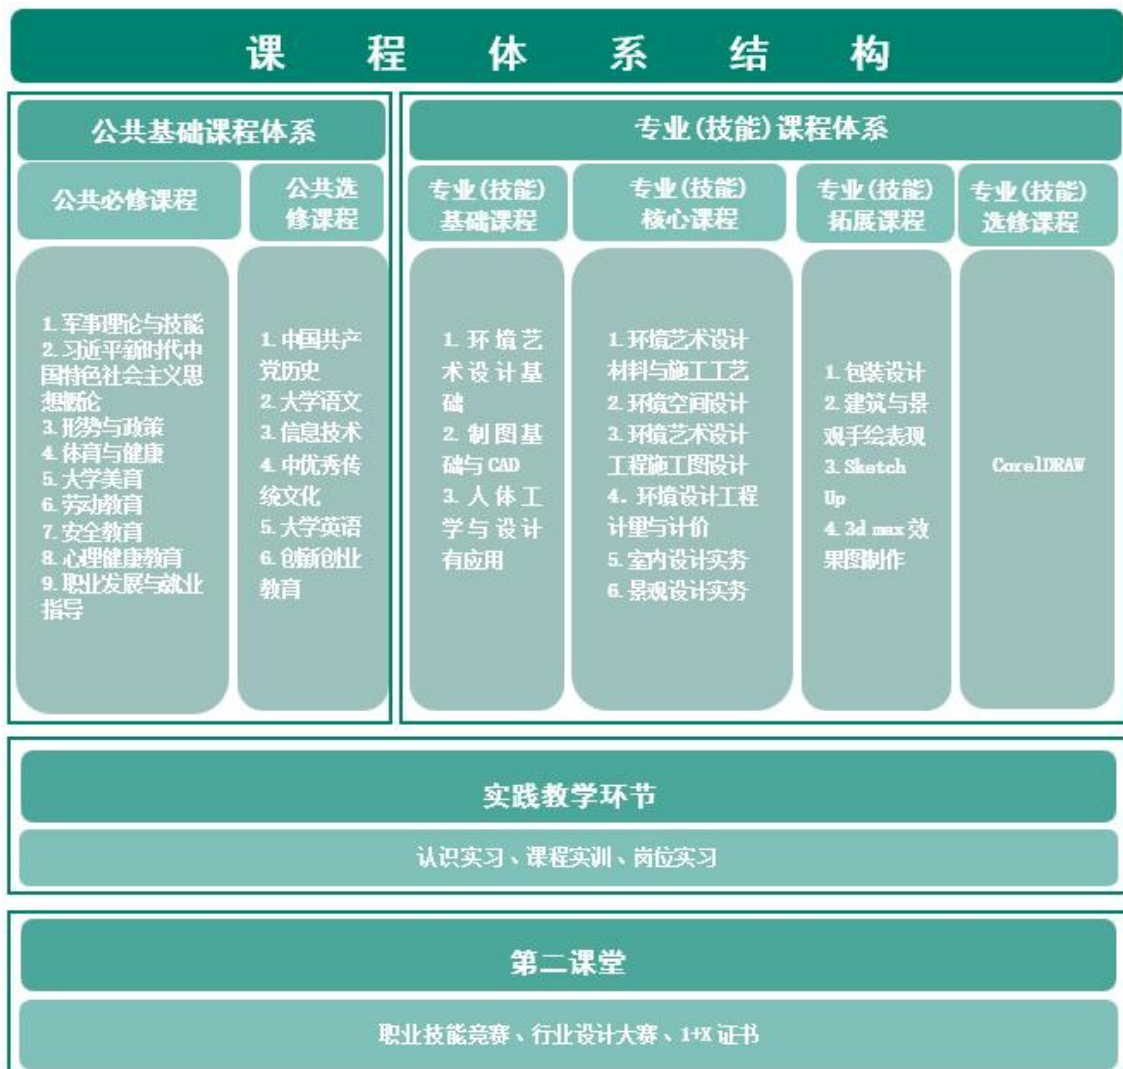 课程体系结构
公共基础课程体系
公共必修课程
公共选
修课程
1.军事理论与技能
2.习近平新时代中
国特色社会主义思
想概论
3.形势与政策
4.体育与健康
5.大学美育
6.劳动教育
7.安全教育
8.心理健康教育
9.职业发展与就业
指导
1.中国共产
党历史
2.大学语文
3.信息技术
4.中优秀传
统文化
5.大学英语
6.创新创业
教育
专业(技能)课程体系
专业(技能)
基础课程
专业(技能)
核心课程
专业(技能)
拓展课程
专业(技能)
选修课程
1.环境艺
术设计基
础
2.制图基
础与CAD
3.人体工
学与设计
有应用
1.环境艺术设计
材料与施工工艺
2.环境空间设计
3.环境艺术设计
工程施工图设计
4.环境设计工程
计量与计价
5.室内设计实务
6.景观设计实务
1.包装设计
2.建筑与景
观手绘表现
3.Sketch
Up
4.3d max效
果图制作
CorelDRAW
实践教学环节
认识实习、课程实训、岗位实习
第二课堂
职业技能竞赛、行业设计大赛、1+X证书